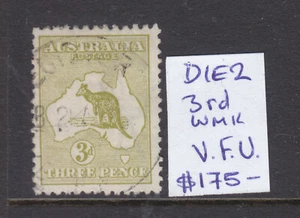 AUSTRALIA
POSTAGE
3D
THREE PENCE
DIE2
3rd
WMK
V.F.U.
$175-